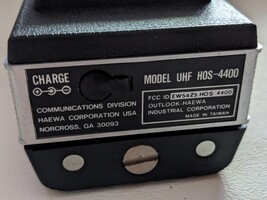 CHARGE
MODEL UHF HOS-4400
COMMUNICATIONS DIVISION
HAEWA CORPORATION USA
NORCROSS, GA 30093
FCC ID EW54Z5 HOS 4400
OUTLOOK-HAEWA
INDUSTRIAL CORPORATION
MADE IN TAIWAN